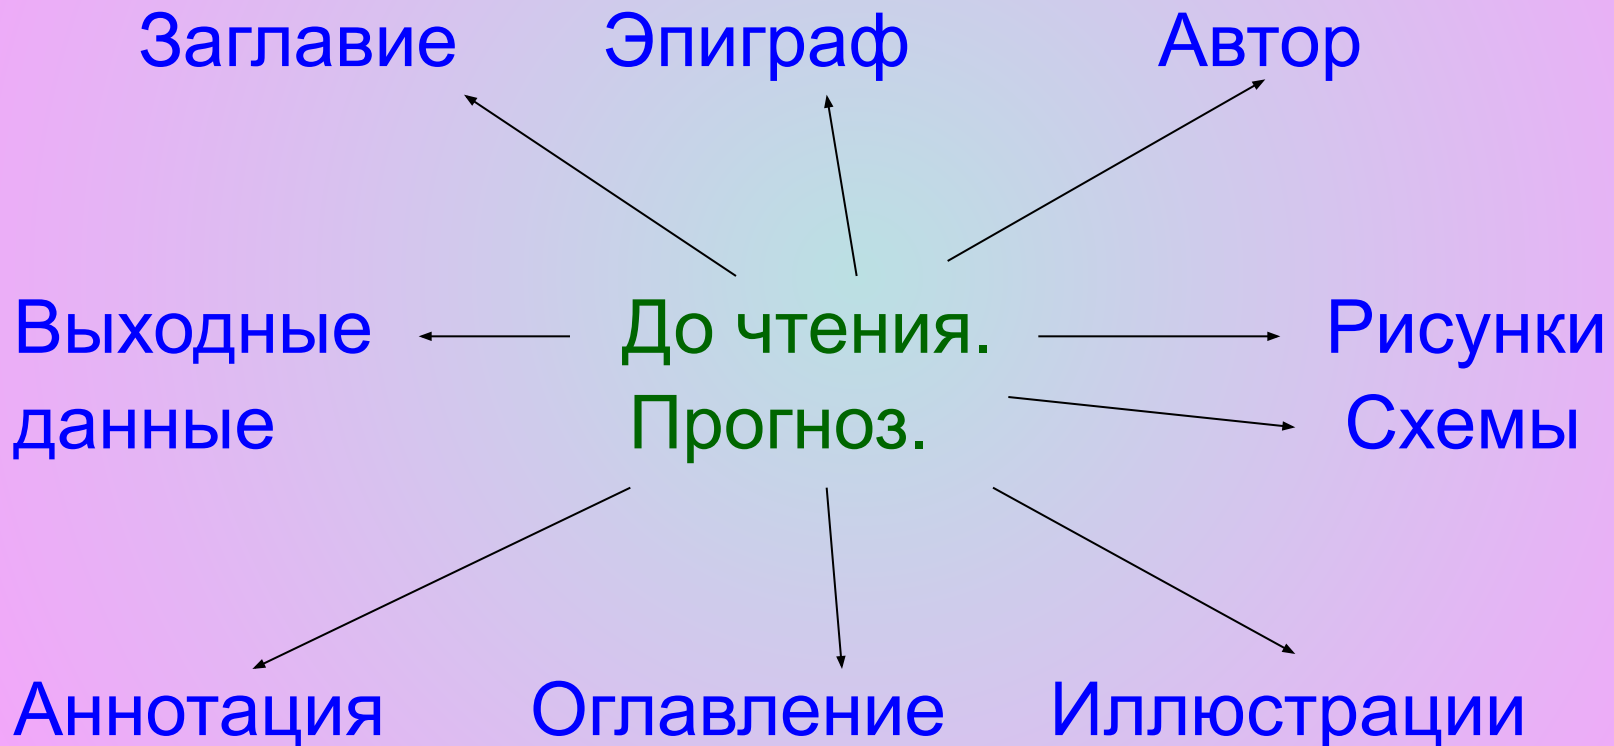 Заглавие Эпиграф Автор
Выходные До чтения. Рисунки
данные Прогноз. Схемы
Аннотация Оглавление Иллюстрации